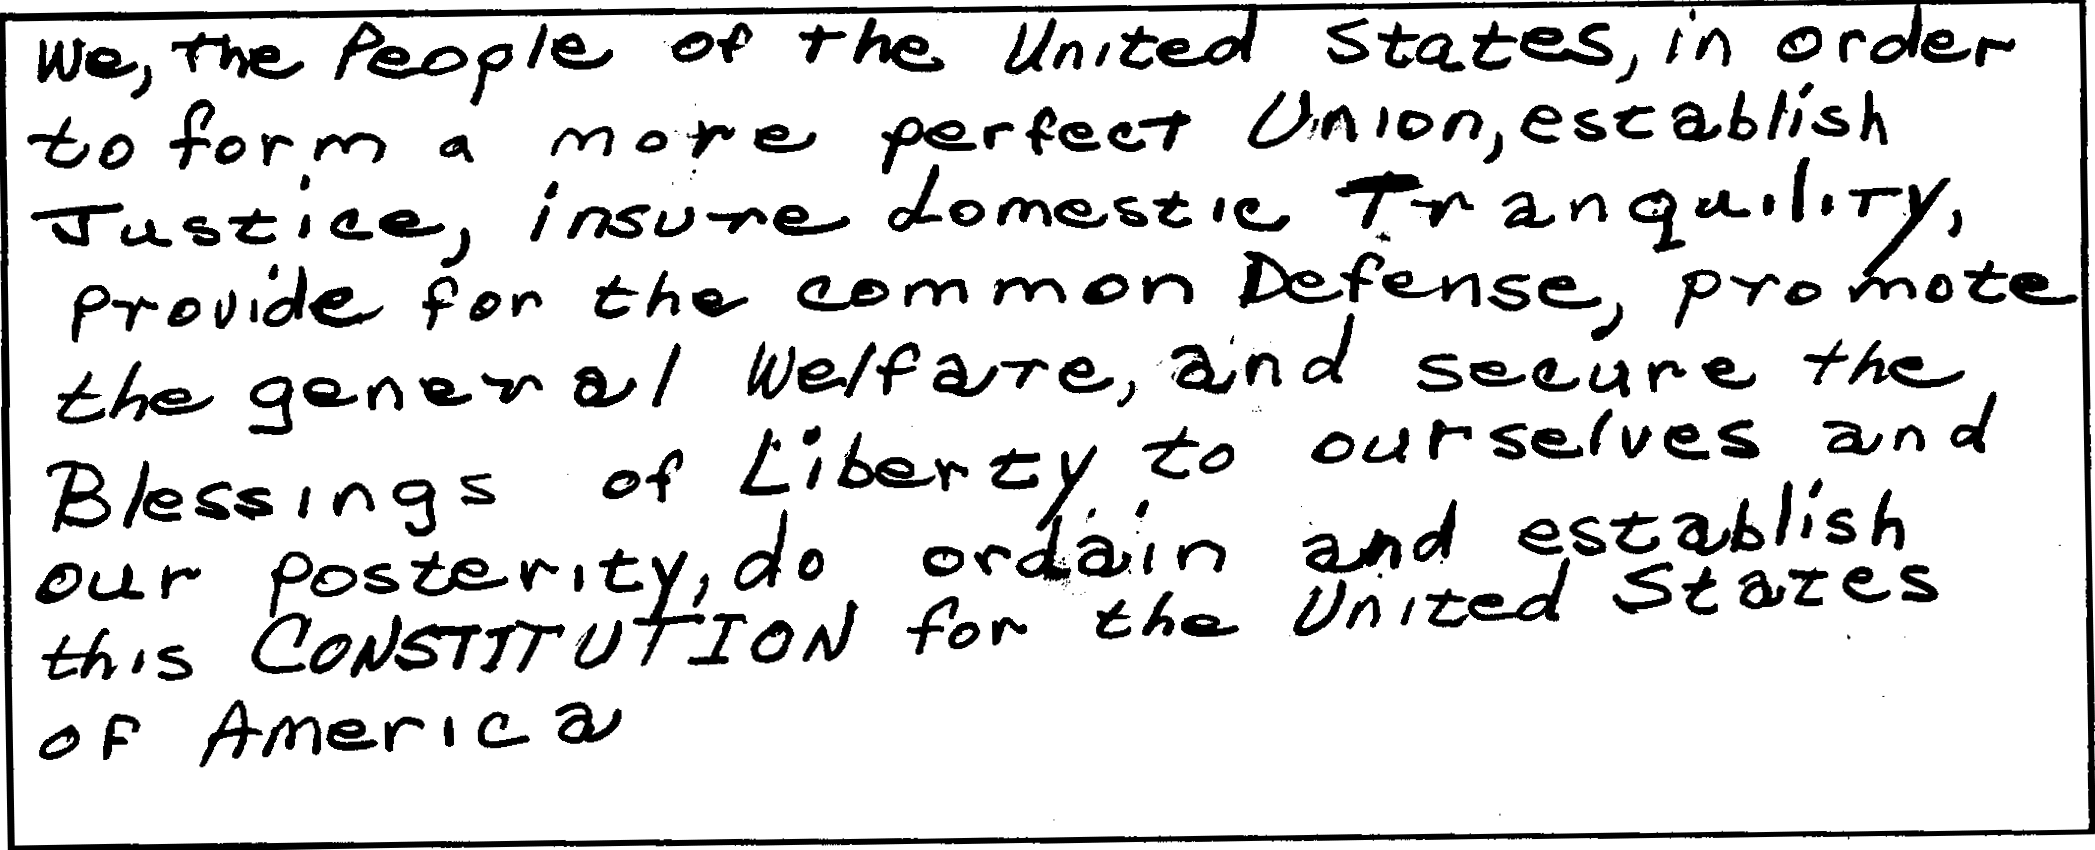 We, the People of the United States, in order
to form a more perfect Union, establish
Justice, insure domestic Tranquility,
provide for the common Defense, promote
the general Welfare, and secure the
Blessings of Liberty to ourselves and
our posterity, do ordain and establish
this CONSTITUTION for the United States
of America